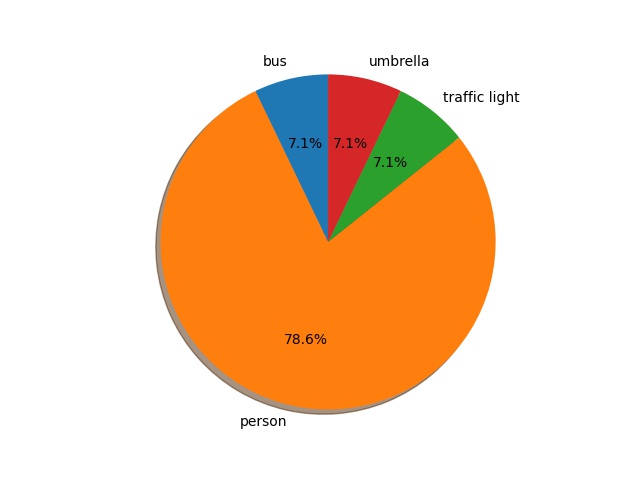 bus
umbrella
traffic light
7.1%
7.1%
7.1%
78.6%
person